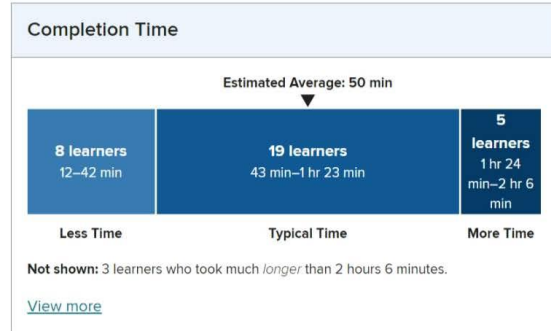 Completion Time
Estimated Average: 50 min
8 learners
12–42 min
19 learners
43 min–1 hr 23 min
5
learners
1 hr 24
min–2 hr 6
min
Less Time
Typical Time
More Time
Not shown: 3 learners who took much longer than 2 hours 6 minutes.
View more